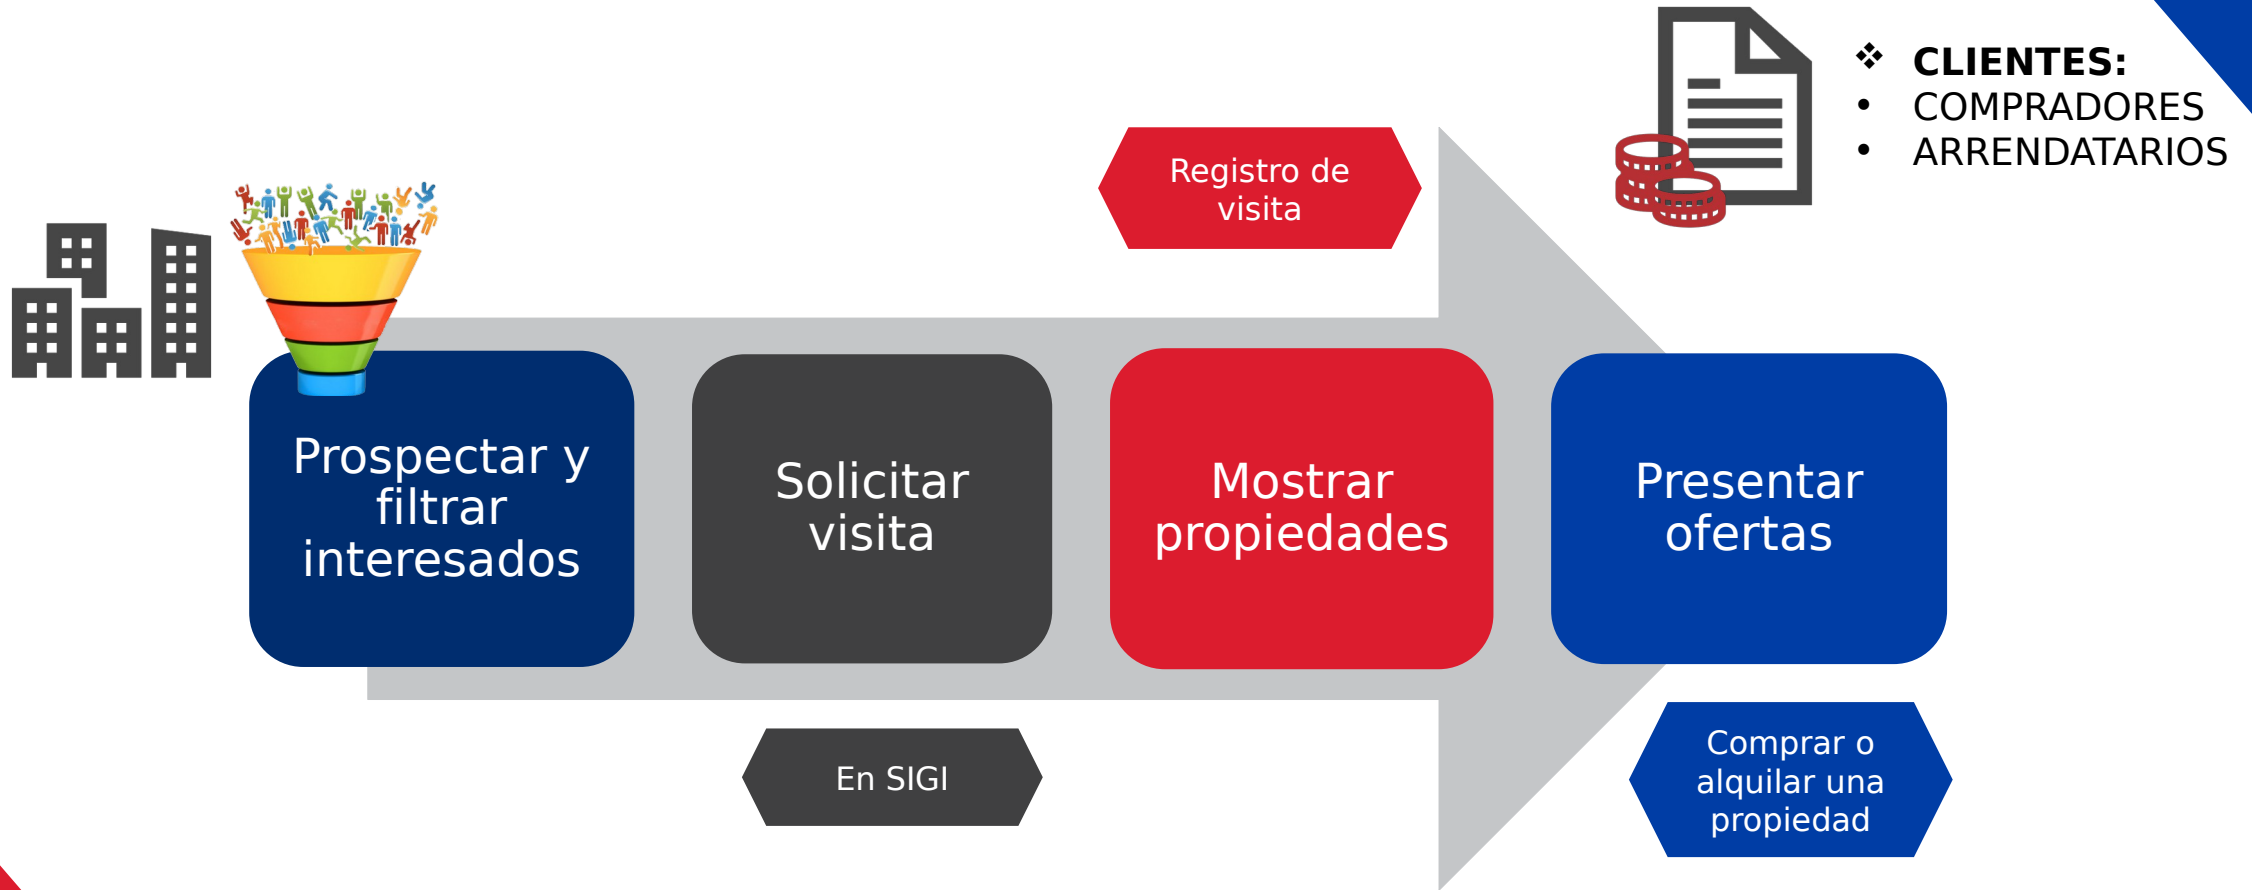 ❖ CLIENTES:
• COMPRADORES
• ARRENDATARIOS
Registro de
visita
Prospectar y
filtrar
interesados
Solicitar
visita
Mostrar
propiedades
Presentar
ofertas
En SIGI
Comprar o
alquilar una
propiedad